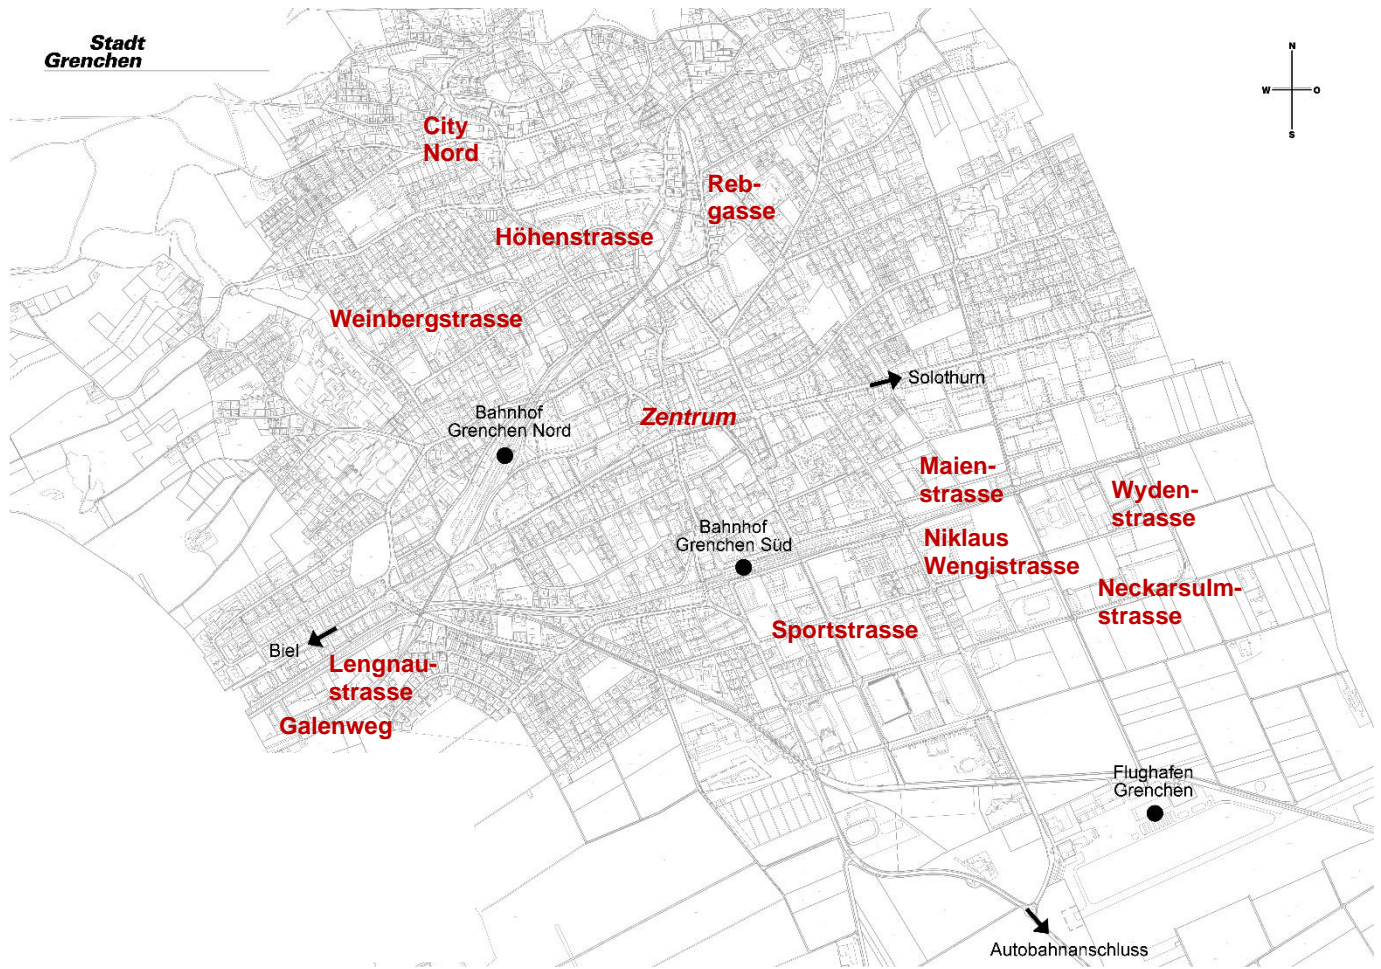 Stadt
Grenchen
N
W O
S
City
Nord
Reb-
gasse
Höhenstrasse
Weinbergstrasse
Solothurn
Zentrum
Bahnhof
Grenchen Nord
Maien-
strasse
Wyden-
strasse
Bahnhof
Grenchen Süd
Niklaus
Wengistrasse
Neckarsulm-
strasse
Sportstrasse
Biel
Lengnau-
strasse
Galenweg
Flughafen
Grenchen
Autobahnanschluss